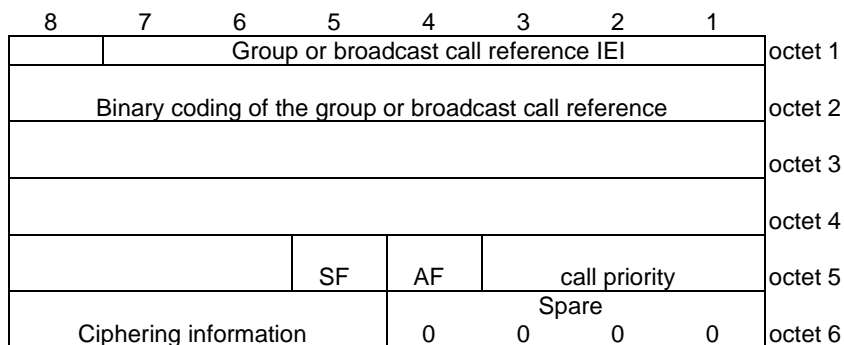 8 7 6 5 4 3 2 1
Group or broadcast call reference IEI octet 1
Binary coding of the group or broadcast call reference octet 2
octet 3
octet 4
SF AF call priority octet 5
Spare
Ciphering information 0 0 0 0 octet 6